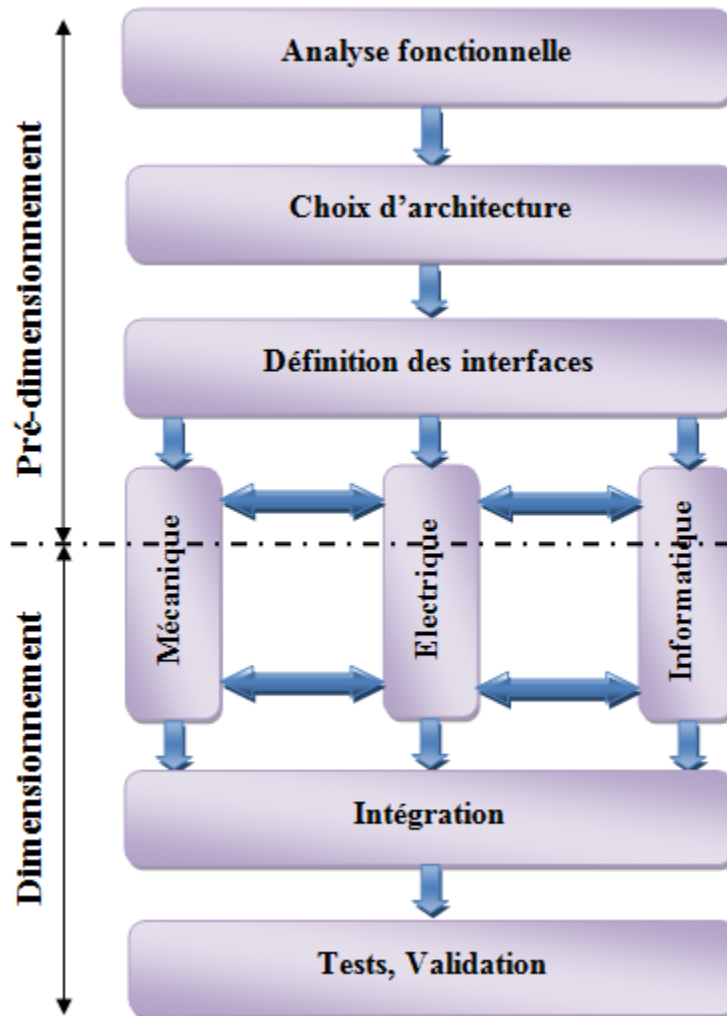 Pré-dimensionnement
Dimensionnement
Analyse fonctionnelle
Choix d’architecture
Définition des interfaces
Mécanique
Electrique
Informatique
Intégration
Tests, Validation